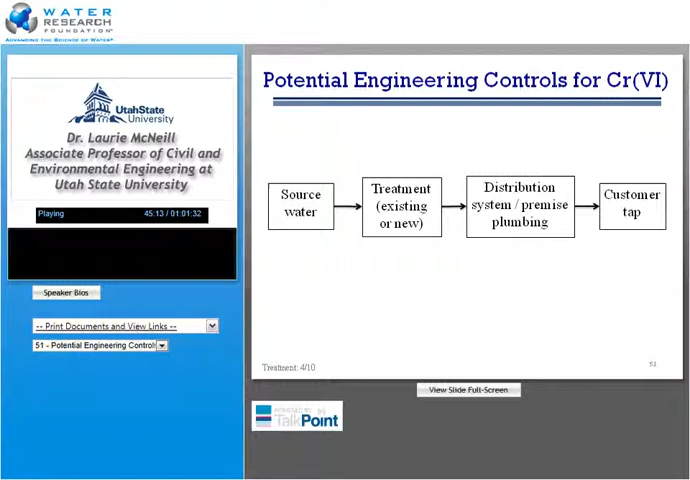 WATER
RESEARCH
FOUNDATION
ADVANCING THE SCIENCE OF WATER
UtahState
University
Dr. Laurie McNeill
Associate Professor of Civil and
Environmental Engineering at
Utah State University
Playing 45:13 / 01:01:32
Speaker Bios
-- Print Documents and View Links --
51 - Potential Engineering Control
Potential Engineering Controls for Cr(VI)
Source
water
Treatment
(existing
or new)
Distribution
system / premise
plumbing
Customer
tap
Treatment: 4/10
51
View Slide Full-Screen
POWERED BY
TalkPoint